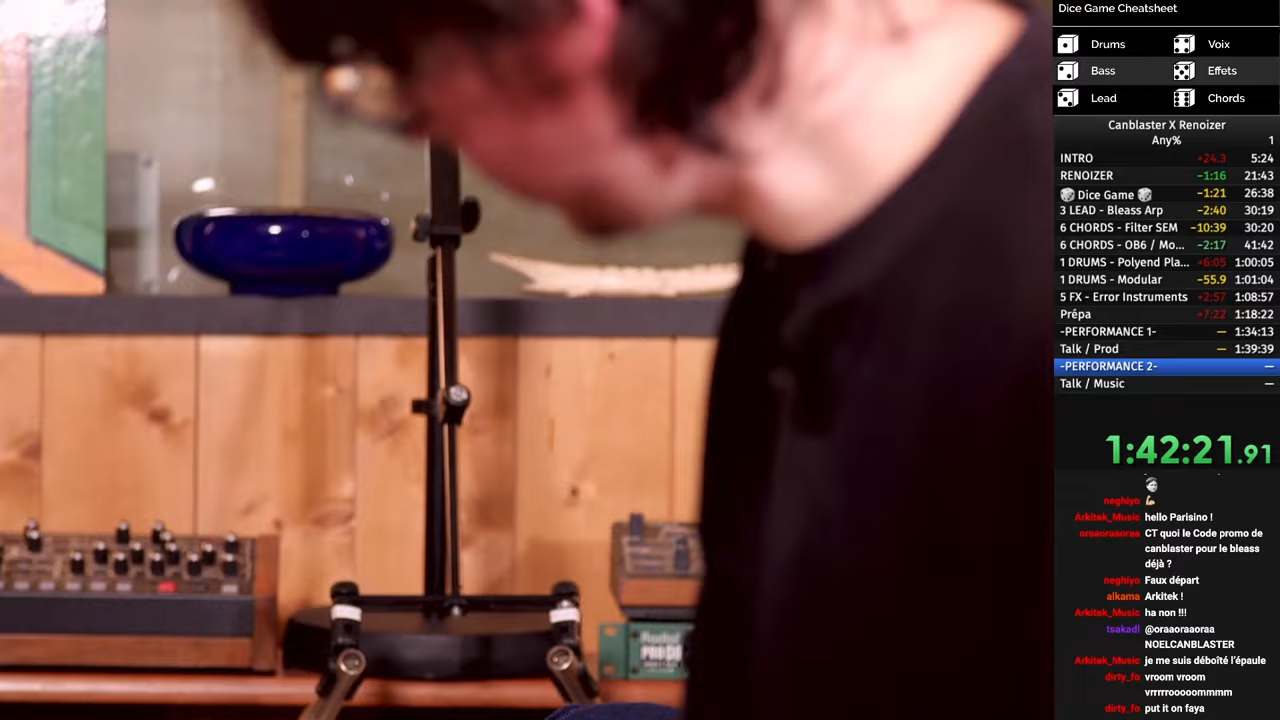 Dice Game Cheatsheet
Drums Voix
Bass Effets
Lead Chords
Canblaster X Renoizer
Any% 1
INTRO +24.3 5:24
RENOIZER −1:16 21:43
🎲 Dice Game 🎲 −1:21 26:38
3 LEAD - Bleass Arp −2:40 30:19
6 CHORDS - Filter SEM −10:39 30:20
6 CHORDS - OB6 / Mo... −2:17 41:42
1 DRUMS - Polyend Pla... +6:05 1:00:05
1 DRUMS - Modular −55.9 1:01:04
5 FX - Error Instruments +2:57 1:08:57
Prépa +7:22 1:18:22
-PERFORMANCE 1- — 1:34:13
Talk / Prod — 1:39:39
-PERFORMANCE 2- —
Talk / Music —
1:42:21.91
neghiyo 💪🏼
Arkitek_Music hello Parisino !
oraaoraaoraa CT quoi le Code promo de
canblaster pour le bleass
déjà ?
neghiyo Faux départ
alkama Arkitek !
Arkitek_Music ha non !!!
tsakadi @oraaoraaoraa
NOELCANBLASTER
Arkitek_Music je me suis déboîté l'épaule
dirty_fo vroom vroom
vrrrrrooooommmm
dirty_fo put it on faya
Radial